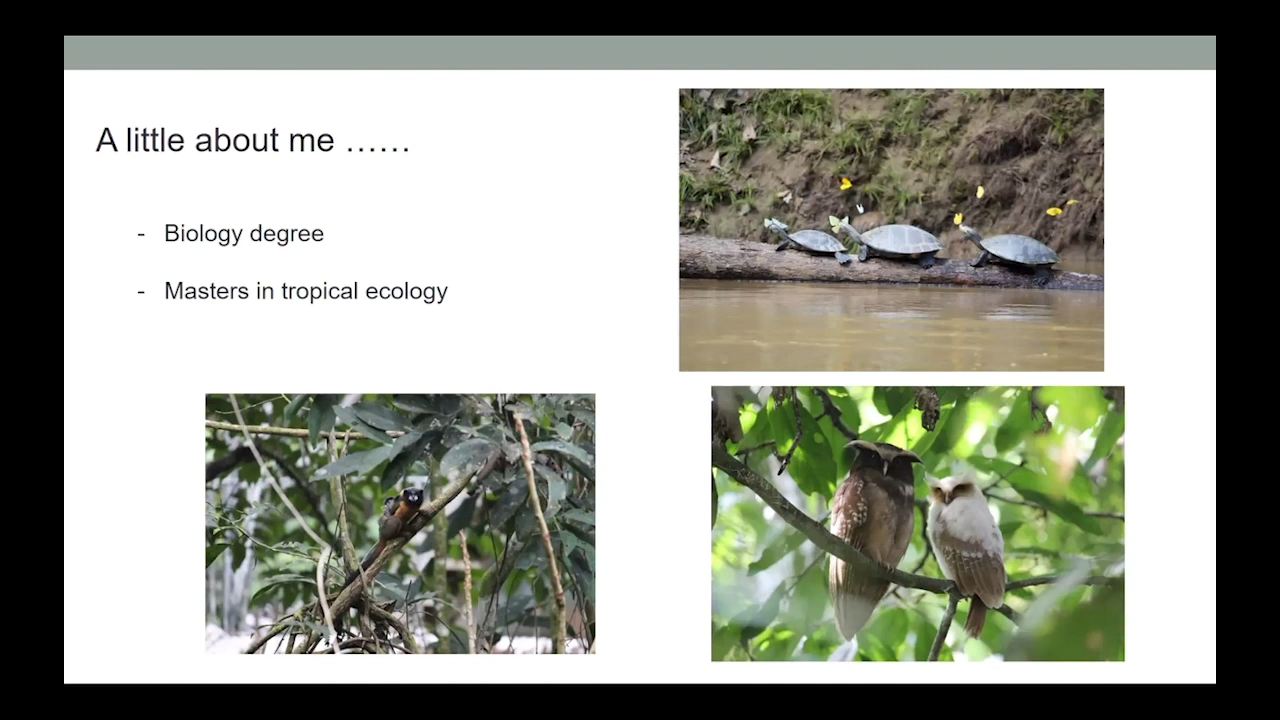 A little about me ……
- Biology degree
- Masters in tropical ecology